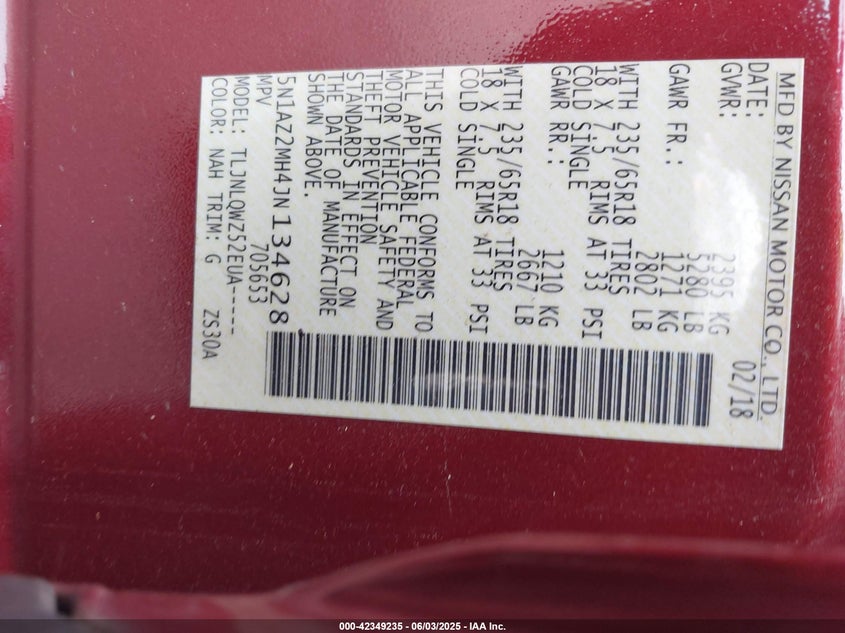 MFD BY NISSAN MOTOR CO., LTD.
DATE: 02/18
GVWR: 2395 KG
5280 LB
GAWR FR.: 1271 KG
2802 LB
WITH 235/65R18 TIRES
18 X 7.5 RIMS AT 33 PSI
COLD SINGLE
GAWR RR.: 1210 KG
2667 LB
WITH 235/65R18 TIRES
18 X 7.5 RIMS AT 33 PSI
COLD SINGLE
THIS VEHICLE CONFORMS TO
ALL APPLICABLE FEDERAL
MOTOR VEHICLE SAFETY AND
THEFT PREVENTION
STANDARDS IN EFFECT ON
THE DATE OF MANUFACTURE
SHOWN ABOVE.
5N1AZ2MH4JN134628
MPV 705653
MODEL: TLJNLQWZ52EUA-----
COLOR: NAH TRIM: G ZS30A
000-42349235 - 06/03/2025 - IAA Inc.